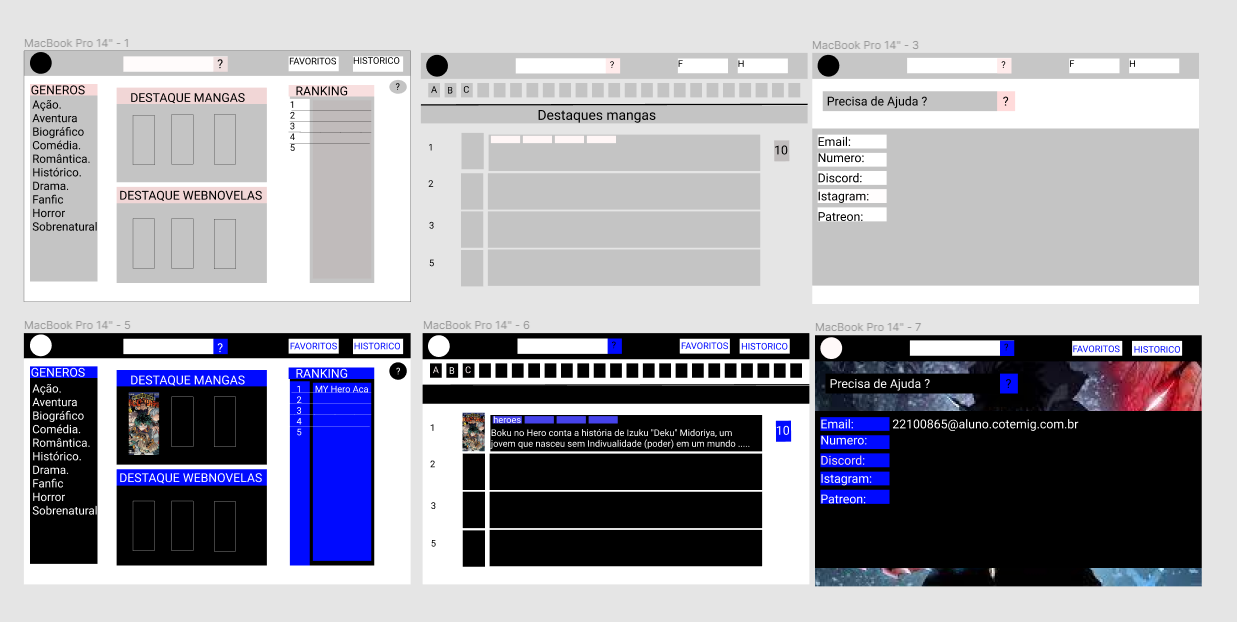 MacBook Pro 14" - 1
?
FAVORITOS
HISTORICO
GENEROS
Ação.
Aventura
Biográfico
Comédia.
Romântica.
Histórico.
Drama.
Fanfic
Horror
Sobrenatural
DESTAQUE MANGAS
DESTAQUE WEBNOVELAS
RANKING
1
2
3
4
5
?
?
F
H
A B C
Destaques mangas
1
2
3
5
10
MacBook Pro 14" - 3
?
F
H
Precisa de Ajuda ?
?
Email:
Numero:
Discord:
Istagram:
Patreon:
MacBook Pro 14" - 5
?
FAVORITOS
HISTORICO
GENEROS
Ação.
Aventura
Biográfico
Comédia.
Romântica.
Histórico.
Drama.
Fanfic
Horror
Sobrenatural
DESTAQUE MANGAS
DESTAQUE WEBNOVELAS
RANKING
1 MY Hero Aca
2
3
4
5
?
MacBook Pro 14" - 6
?
FAVORITOS
HISTORICO
A B C
1
heroes
Boku no Hero conta a história de Izuku "Deku" Midoriya, um
jovem que nasceu sem Indivualidade (poder) em um mundo .....
10
2
3
5
MacBook Pro 14" - 7
?
FAVORITOS
HISTORICO
Precisa de Ajuda ?
?
Email: 22100865@aluno.cotemig.com.br
Numero:
Discord:
Istagram:
Patreon: